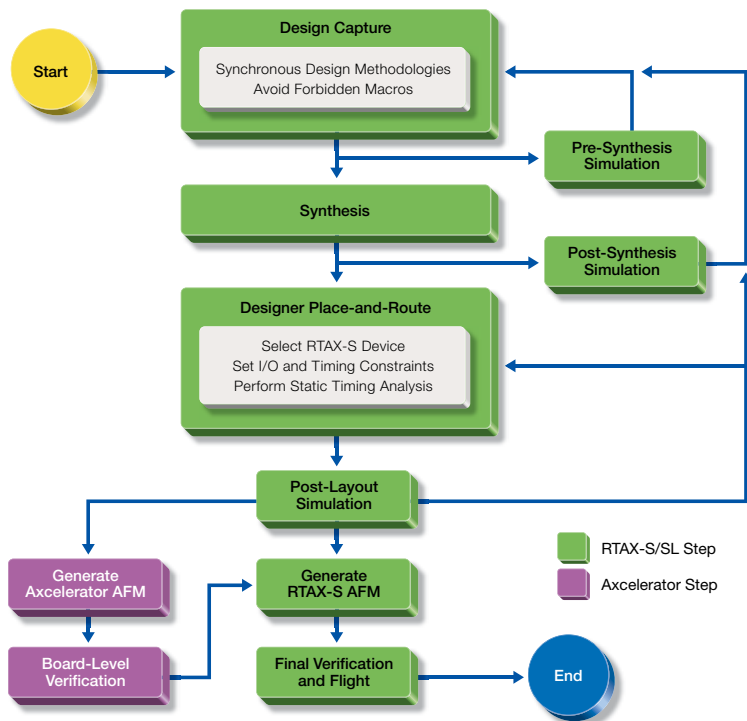 Design Capture
Start
Synchronous Design Methodologies
Avoid Forbidden Macros
Pre-Synthesis
Simulation
Synthesis
Post-Synthesis
Simulation
Designer Place-and-Route
Select RTAX-S Device
Set I/O and Timing Constraints
Perform Static Timing Analysis
Post-Layout
Simulation
RTAX-S/SL Step
Axcelerator Step
Generate
Axcelerator AFM
Generate
RTAX-S AFM
Board-Level
Verification
Final Verification
and Flight
End